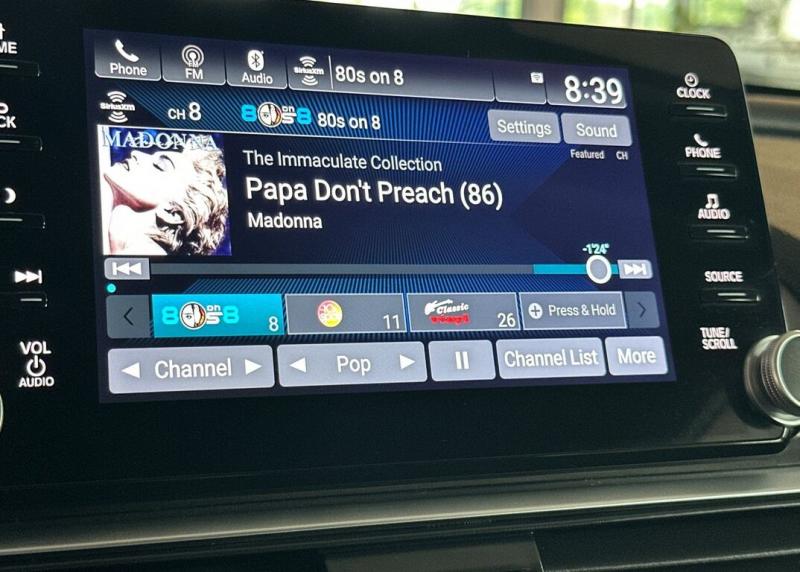 Phone
FM
Audio
SiriusXM
80s on 8
8:39
SiriusXM
CH 8
80s on 8
80s on 8
Settings
Sound
Featured CH
MADONNA
The Immaculate Collection
Papa Don't Preach (86)
Madonna
-1'24"
80s on 8
8
11
Classic
26
Press & Hold
Channel
Pop
Channel List
More
VOL
AUDIO
CLOCK
PHONE
AUDIO
SOURCE
TUNE/
SCROLL